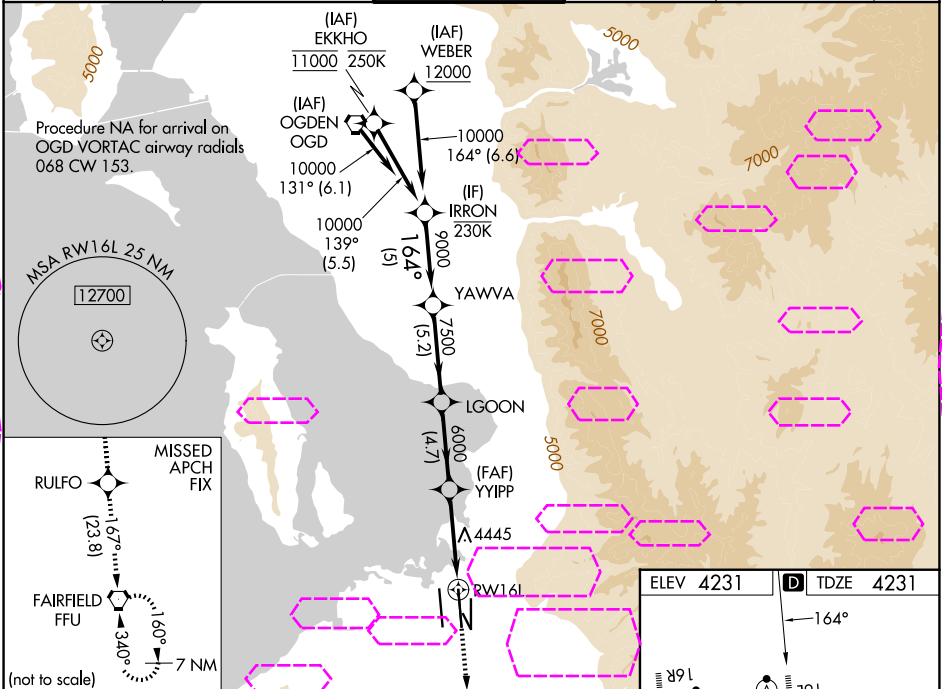 (IAF)
EKKHO
11000 250K
(IAF)
WEBER
12000
5000
5000
(IAF)
OGDEN
OGD
Procedure NA for arrival on
OGD VORTAC airway radials
068 CW 153.
10000
164° (6.6)
10000
131° (6.1)
7000
10000
139°
(5.5)
(IF)
IRRON
230K
9000
164°
(5)
MSA RW16L 25 NM
12700
YAWVA
7500
(5.2)
7000
LGOON
6000
(4.7)
5000
(FAF)
YYIPP
MISSED
APCH
FIX
RULFO
167°
(23.8)
4445
RW16L
FAIRFIELD
FFU
160°
340°
7 NM
(not to scale)
ELEV 4231
D TDZE 4231
164°
16R